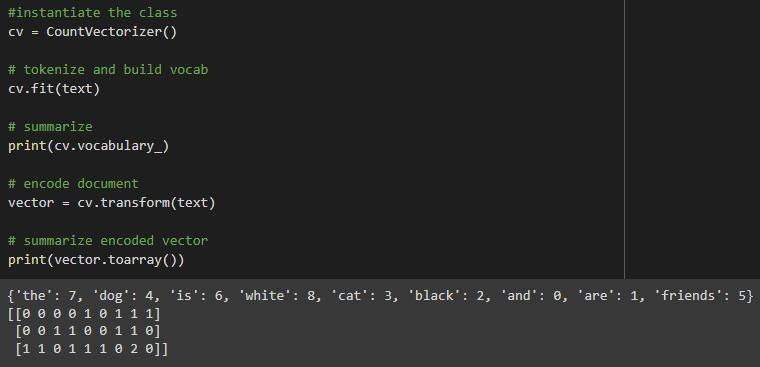 #instantiate the class
cv = CountVectorizer()
# tokenize and build vocab
cv.fit(text)
# summarize
print(cv.vocabulary_)
# encode document
vector = cv.transform(text)
# summarize encoded vector
print(vector.toarray())
{'the': 7, 'dog': 4, 'is': 6, 'white': 8, 'cat': 3, 'black': 2, 'and': 0, 'are': 1, 'friends': 5}
[[0 0 0 0 1 0 1 1 1]
[0 0 1 1 0 0 1 1 0]
[1 1 0 1 1 1 0 2 0]]